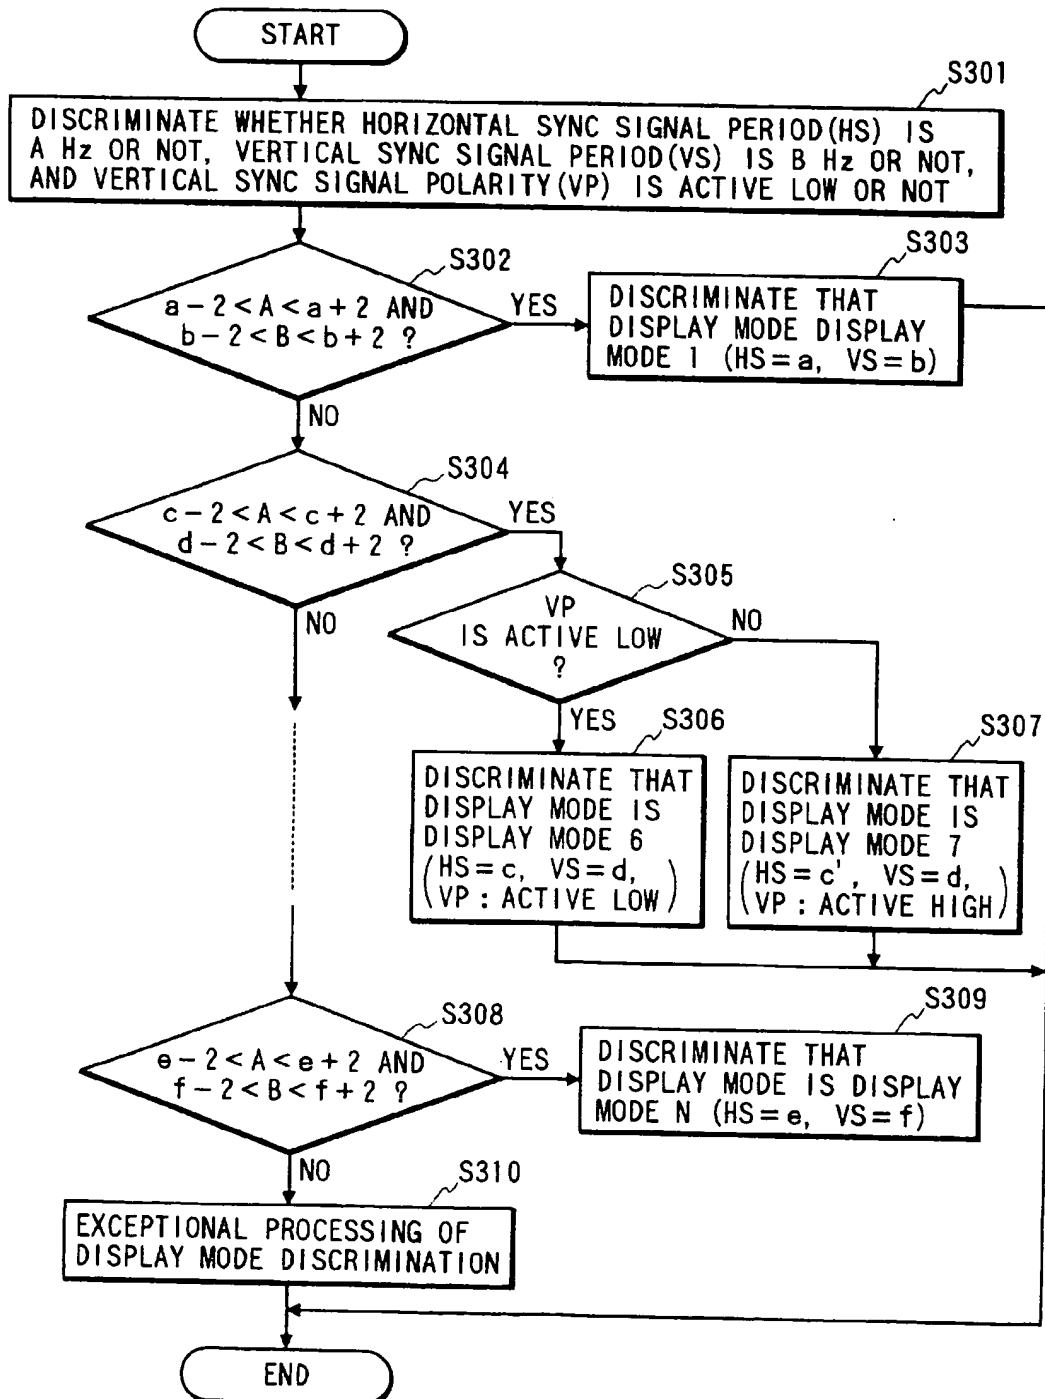 START
S301
DISCRIMINATE WHETHER HORIZONTAL SYNC SIGNAL PERIOD(HS) IS
A Hz OR NOT, VERTICAL SYNC SIGNAL PERIOD(VS) IS B Hz OR NOT,
AND VERTICAL SYNC SIGNAL POLARITY(VP) IS ACTIVE LOW OR NOT
S302
a-2<A<a+2 AND
b-2<B<b+2 ?
YES
NO
S303
DISCRIMINATE THAT
DISPLAY MODE DISPLAY
MODE 1 (HS=a, VS=b)
S304
c-2<A<c+2 AND
d-2<B<d+2 ?
YES
NO
S305
VP
IS ACTIVE LOW
?
NO
YES
S306
DISCRIMINATE THAT
DISPLAY MODE IS
DISPLAY MODE 6
(HS=c, VS=d,
VP : ACTIVE LOW)
S307
DISCRIMINATE THAT
DISPLAY MODE IS
DISPLAY MODE 7
(HS=c', VS=d,
VP : ACTIVE HIGH)
S308
e-2<A<e+2 AND
f-2<B<f+2 ?
YES
NO
S309
DISCRIMINATE THAT
DISPLAY MODE IS DISPLAY
MODE N (HS=e, VS=f)
S310
EXCEPTIONAL PROCESSING OF
DISPLAY MODE DISCRIMINATION
END